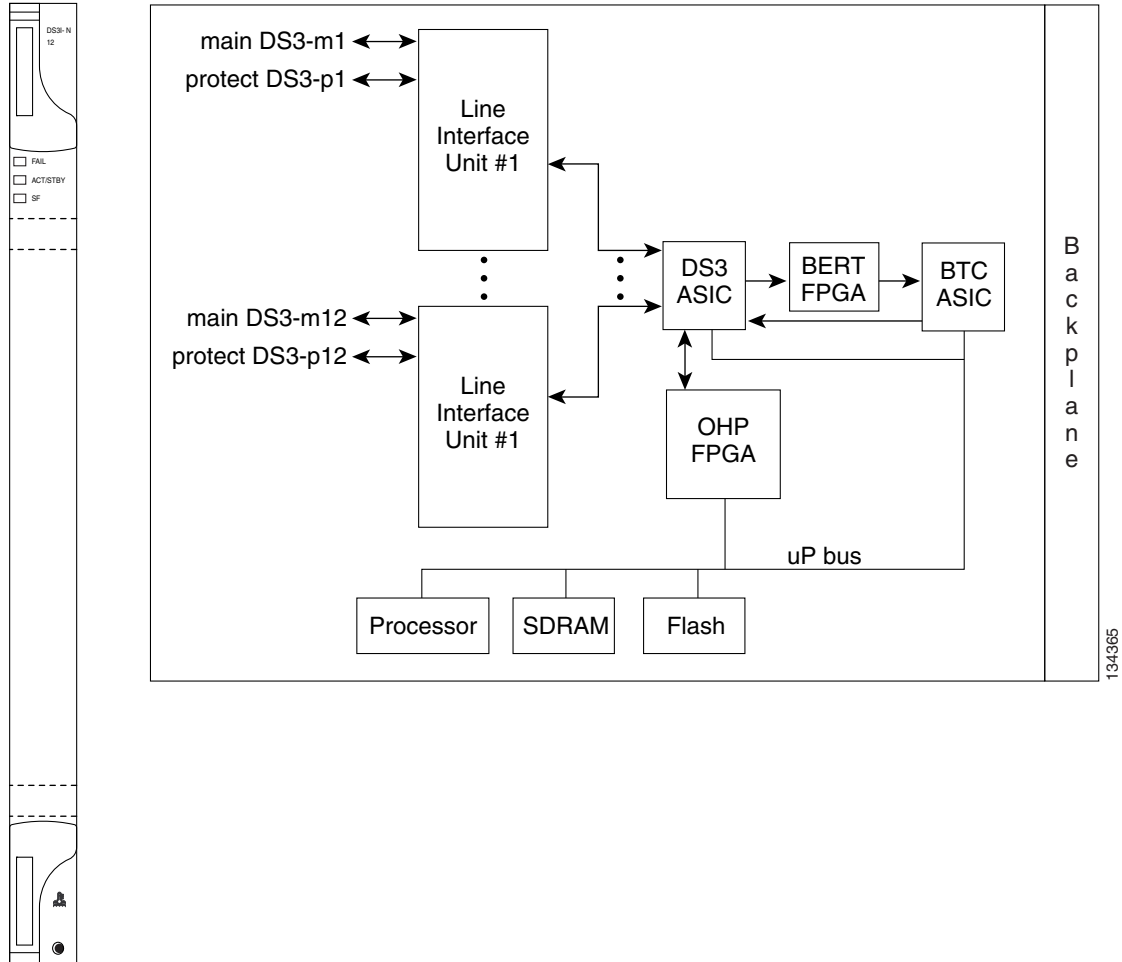 DS3I- N
12
FAIL
ACT/STBY
SF
main DS3-m1
protect DS3-p1
Line
Interface
Unit #1
main DS3-m12
protect DS3-p12
Line
Interface
Unit #1
DS3
ASIC
BERT
FPGA
BTC
ASIC
OHP
FPGA
uP bus
Processor
SDRAM
Flash
Backplane
134365